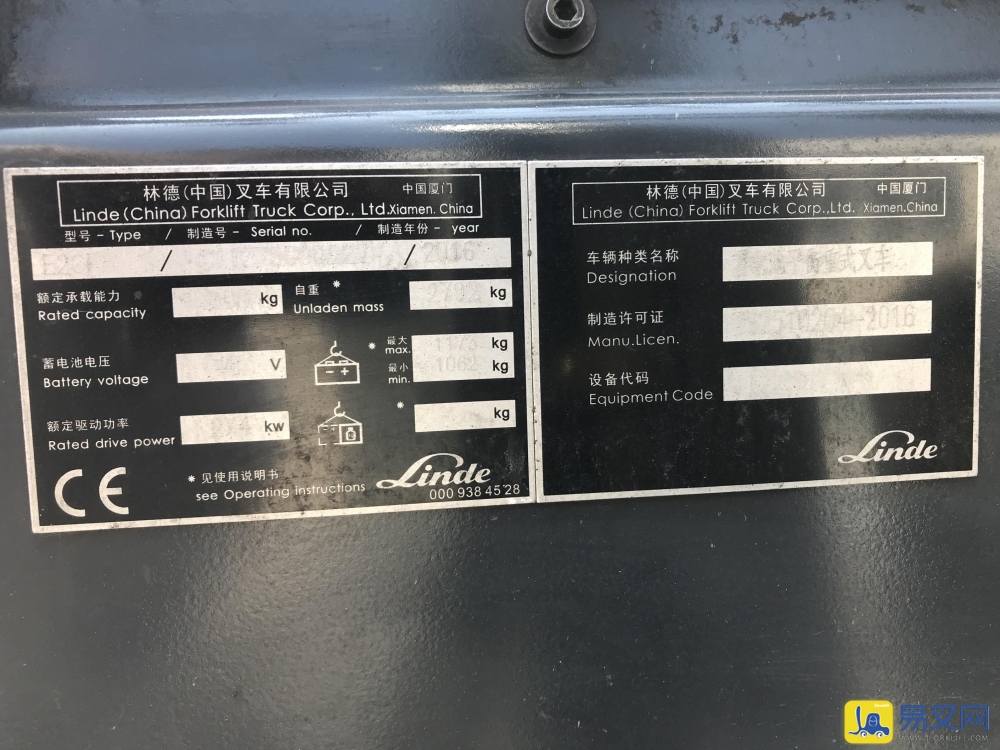 林德(中国)叉车有限公司 中国厦门
Linde (China) Forklift Truck Corp., Ltd. Xiamen. China
型号 - Type / 制造号 - Serial no. / 制造年份 - year
/ / 2016
额定承载能力
Rated capacity
kg
自重 *
Unladen mass
kg
蓄电池电压
Battery voltage
V
* 最大
max.
kg
最小
min.
1062 kg
额定驱动功率
Rated drive power
kw
*
kg
CE
* 见使用说明书
see Operating instructions
Linde
000 938 45 28
林德(中国)叉车有限公司 中国厦门
Linde (China) Forklift Truck Corp.,Ltd. Xiamen.China
车辆种类名称
Designation
式叉车
制造许可证
Manu.Licen.
-2016
设备代码
Equipment Code
Linde
易叉网